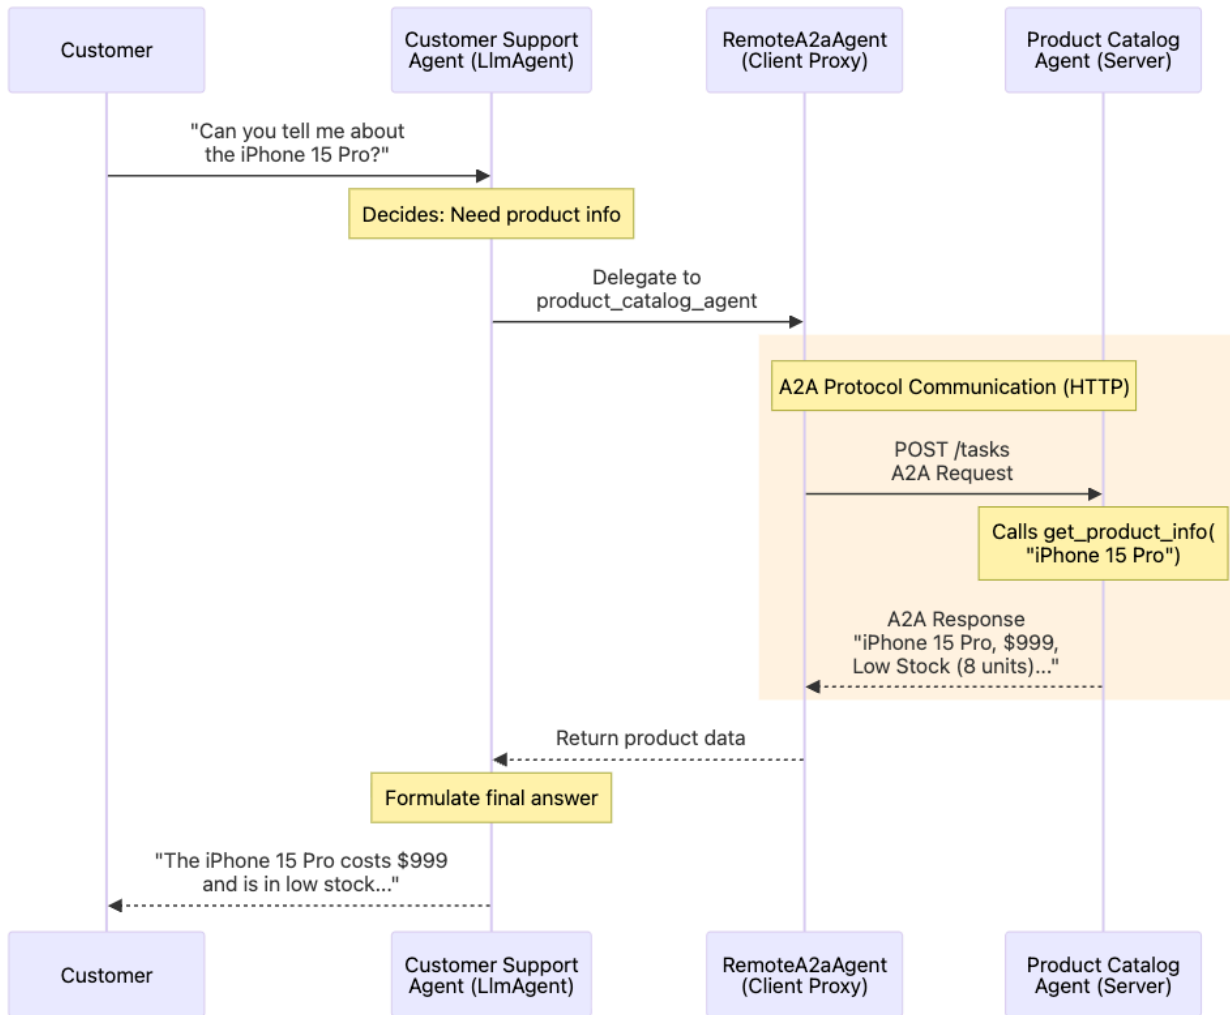 Customer
Customer Support
Agent (LlmAgent)
RemoteA2aAgent
(Client Proxy)
Product Catalog
Agent (Server)
"Can you tell me about
the iPhone 15 Pro?"
Decides: Need product info
Delegate to
product_catalog_agent
A2A Protocol Communication (HTTP)
POST /tasks
A2A Request
Calls get_product_info(
"iPhone 15 Pro")
A2A Response
"iPhone 15 Pro, $999,
Low Stock (8 units)..."
Return product data
Formulate final answer
"The iPhone 15 Pro costs $999
and is in low stock..."
Customer
Customer Support
Agent (LlmAgent)
RemoteA2aAgent
(Client Proxy)
Product Catalog
Agent (Server)